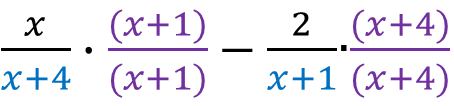 x/(x+4) · (x+1)/(x+1) − 2/(x+1) · (x+4)/(x+4)